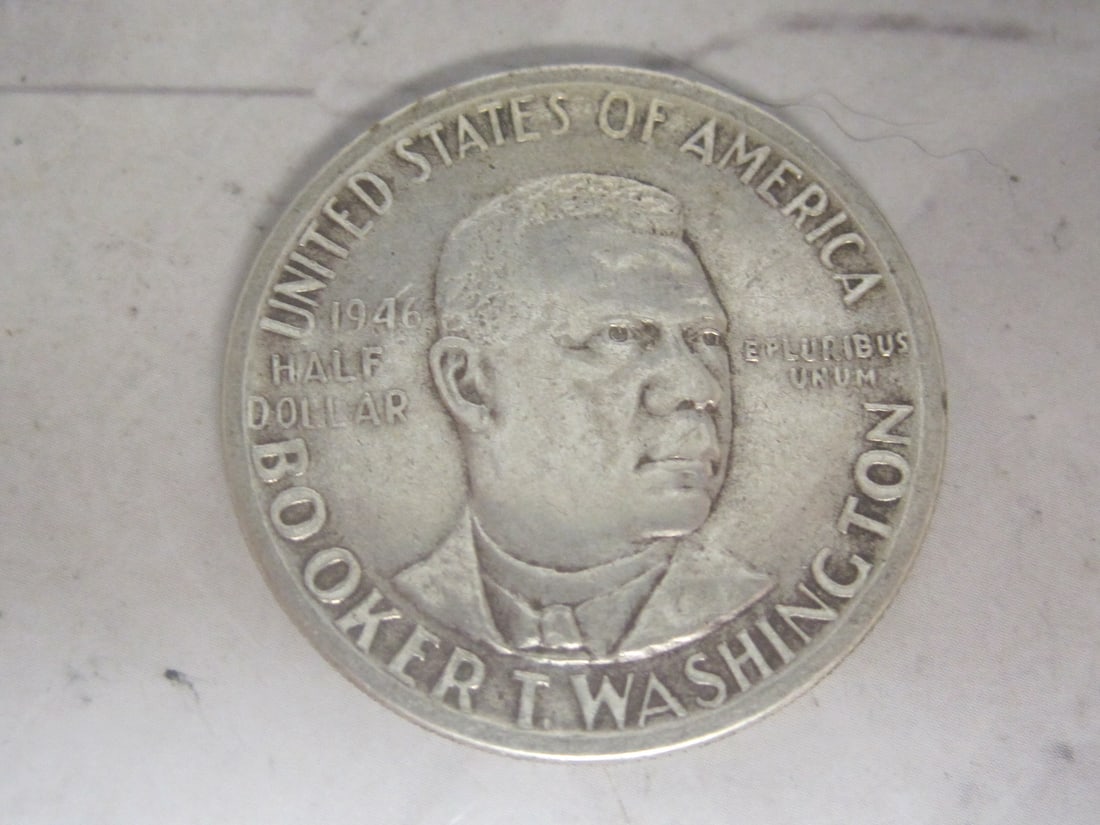 UNITED STATES OF AMERICA
1946
HALF
DOLLAR
E PLURIBUS
UNUM
BOOKER T. WASHINGTON